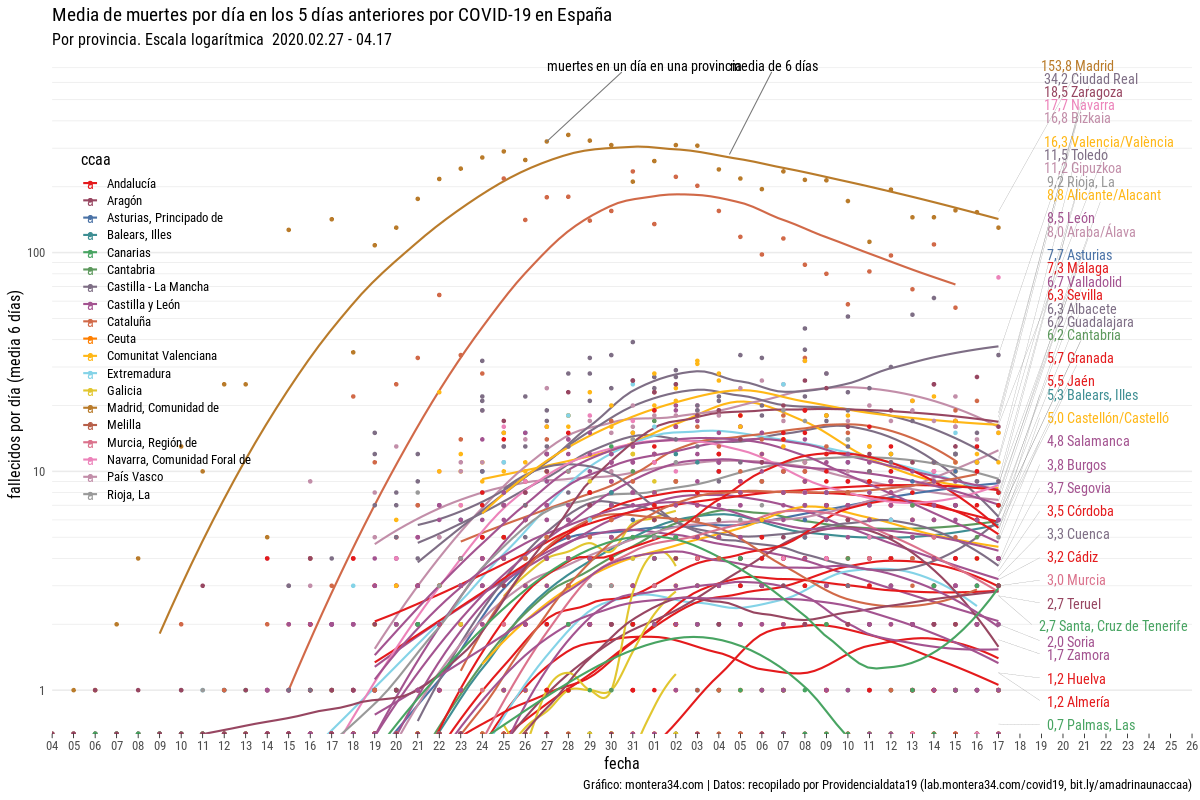 Media de muertes por día en los 5 días anteriores por COVID-19 en España
Por provincia. Escala logarítmica 2020.02.27 - 04.17
muertes en un día en una provincia
media de 6 días
153,8 Madrid
34,2 Ciudad Real
18,5 Zaragoza
17,7 Navarra
16,8 Bizkaia
16,3 Valencia/València
11,5 Toledo
11,2 Gipuzkoa
9,2 Rioja, La
8,8 Alicante/Alacant
8,5 León
8,0 Araba/Álava
7,7 Asturias
7,3 Málaga
6,7 Valladolid
6,3 Sevilla
6,3 Albacete
6,2 Guadalajara
6,2 Cantabria
5,7 Granada
5,5 Jaén
5,3 Balears, Illes
5,0 Castellón/Castelló
4,8 Salamanca
3,8 Burgos
3,7 Segovia
3,5 Córdoba
3,3 Cuenca
3,2 Cádiz
3,0 Murcia
2,7 Teruel
2,7 Santa, Cruz de Tenerife
2,0 Soria
1,7 Zamora
1,2 Huelva
1,2 Almería
0,7 Palmas, Las
ccaa
Andalucía
Aragón
Asturias, Principado de
Balears, Illes
Canarias
Cantabria
Castilla - La Mancha
Castilla y León
Cataluña
Ceuta
Comunitat Valenciana
Extremadura
Galicia
Madrid, Comunidad de
Melilla
Murcia, Región de
Navarra, Comunidad Foral de
País Vasco
Rioja, La
fallecidos por día (media 6 días)
100
10
1
04 05 06 07 08 09 10 11 12 13 14 15 16 17 18 19 20 21 22 23 24 25 26 27 28 29 30 31 01 02 03 04 05 06 07 08 09 10 11 12 13 14 15 16 17 18 19 20 21 22 23 24 25 26
fecha
Gráfico: montera34.com | Datos: recopilado por Providencialdata19 (lab.montera34.com/covid19, bit.ly/amadrinaunaccaa)